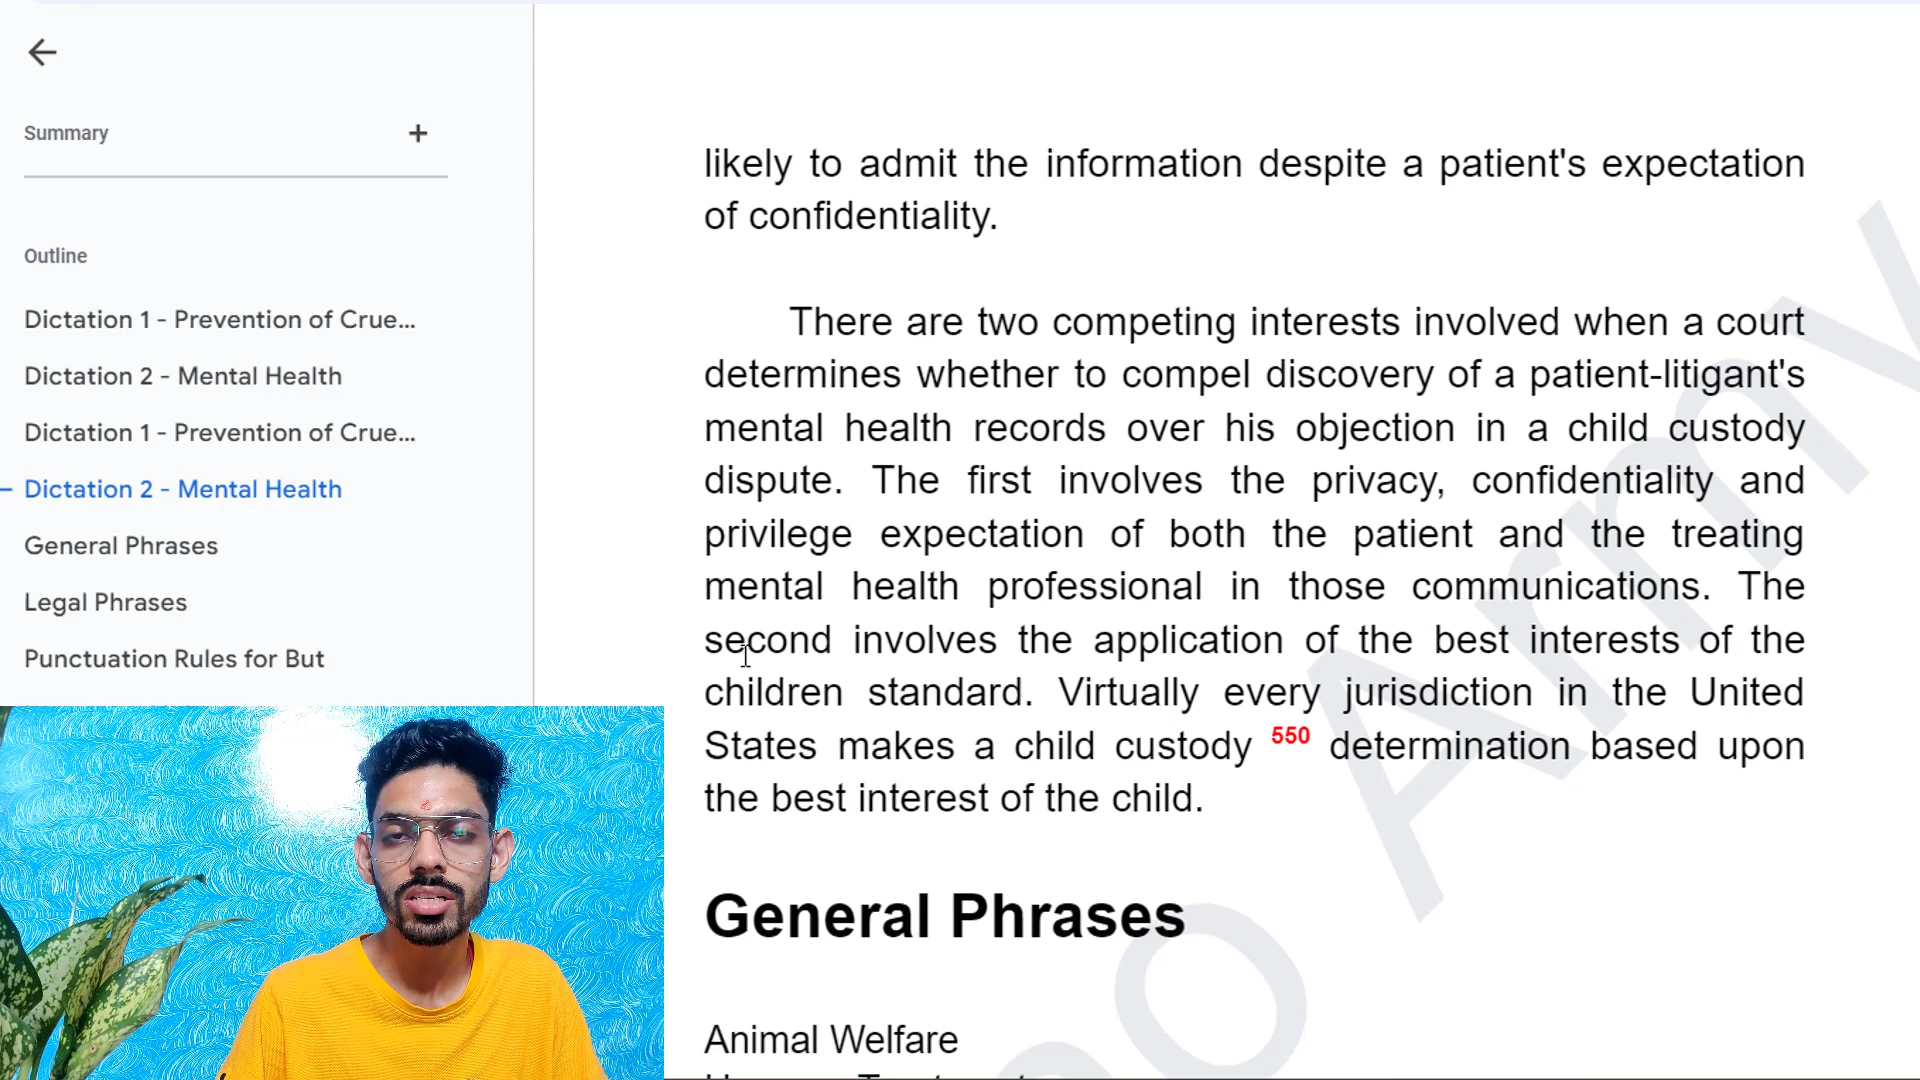 Summary
Outline
Dictation 1 - Prevention of Crue...
Dictation 2 - Mental Health
Dictation 1 - Prevention of Crue...
Dictation 2 - Mental Health
General Phrases
Legal Phrases
Punctuation Rules for But
likely to admit the information despite a patient's expectation
of confidentiality.
There are two competing interests involved when a court
determines whether to compel discovery of a patient-litigant's
mental health records over his objection in a child custody
dispute. The first involves the privacy, confidentiality and
privilege expectation of both the patient and the treating
mental health professional in those communications. The
second involves the application of the best interests of the
children standard. Virtually every jurisdiction in the United
States makes a child custody 550 determination based upon
the best interest of the child.
General Phrases
Animal Welfare
Army